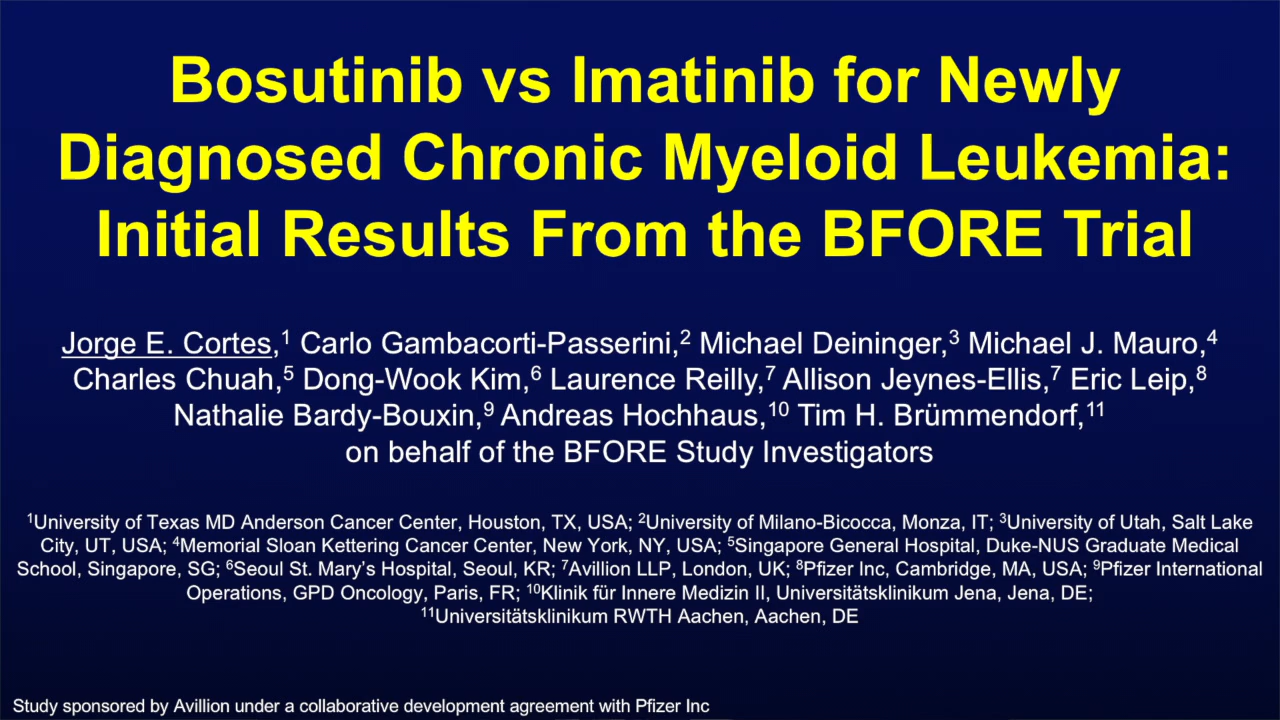 Bosutinib vs Imatinib for Newly
Diagnosed Chronic Myeloid Leukemia:
Initial Results From the BFORE Trial
Jorge E. Cortes,¹ Carlo Gambacorti-Passerini,² Michael Deininger,³ Michael J. Mauro,⁴
Charles Chuah,⁵ Dong-Wook Kim,⁶ Laurence Reilly,⁷ Allison Jeynes-Ellis,⁷ Eric Leip,⁸
Nathalie Bardy-Bouxin,⁹ Andreas Hochhaus,¹⁰ Tim H. Brümmendorf,¹¹
on behalf of the BFORE Study Investigators
¹University of Texas MD Anderson Cancer Center, Houston, TX, USA; ²University of Milano-Bicocca, Monza, IT; ³University of Utah, Salt Lake
City, UT, USA; ⁴Memorial Sloan Kettering Cancer Center, New York, NY, USA; ⁵Singapore General Hospital, Duke-NUS Graduate Medical
School, Singapore, SG; ⁶Seoul St. Mary’s Hospital, Seoul, KR; ⁷Avillion LLP, London, UK; ⁸Pfizer Inc, Cambridge, MA, USA; ⁹Pfizer International
Operations, GPD Oncology, Paris, FR; ¹⁰Klinik für Innere Medizin II, Universitätsklinikum Jena, Jena, DE;
¹¹Universitätsklinikum RWTH Aachen, Aachen, DE
Study sponsored by Avillion under a collaborative development agreement with Pfizer Inc